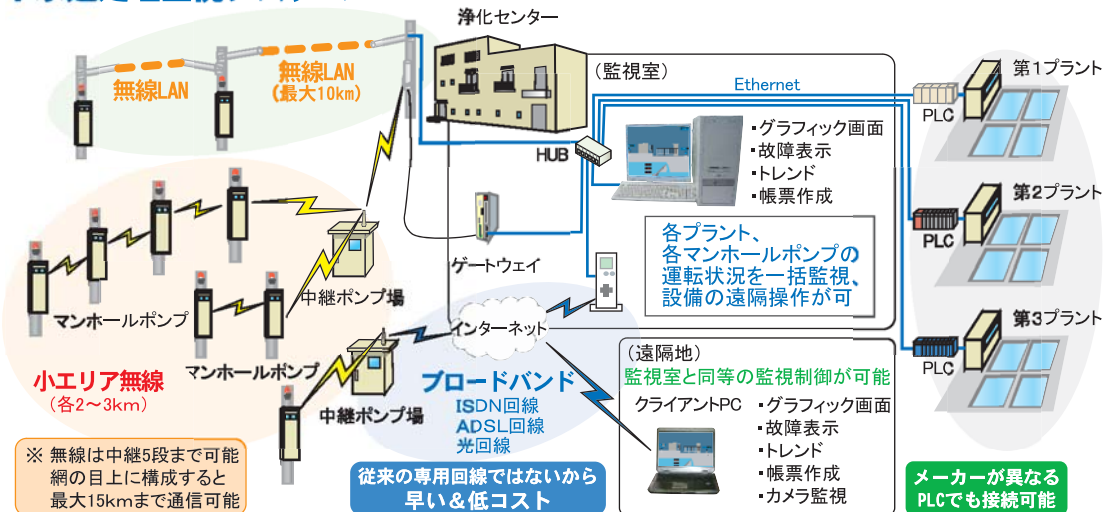 浄化センター
無線LAN
無線LAN
(最大10km)
(監視室)
Ethernet
HUB
・グラフィック画面
・故障表示
・トレンド
・帳票作成
第1プラント
PLC
第2プラント
PLC
第3プラント
PLC
各プラント、
各マンホールポンプの
運転状況を一括監視、
設備の遠隔操作が可
ゲートウェイ
中継ポンプ場
マンホールポンプ
マンホールポンプ
中継ポンプ場
小エリア無線
(各2~3km)
インターネット
ブロードバンド
ISDN回線
ADSL回線
光回線
(遠隔地)
監視室と同等の監視制御が可能
クライアントPC
・グラフィック画面
・故障表示
・トレンド
・帳票作成
・カメラ監視
※ 無線は中継5段まで可能
網の目上に構成すると
最大15kmまで通信可能
従来の専用回線ではないから
早い&低コスト
メーカーが異なる
PLCでも接続可能